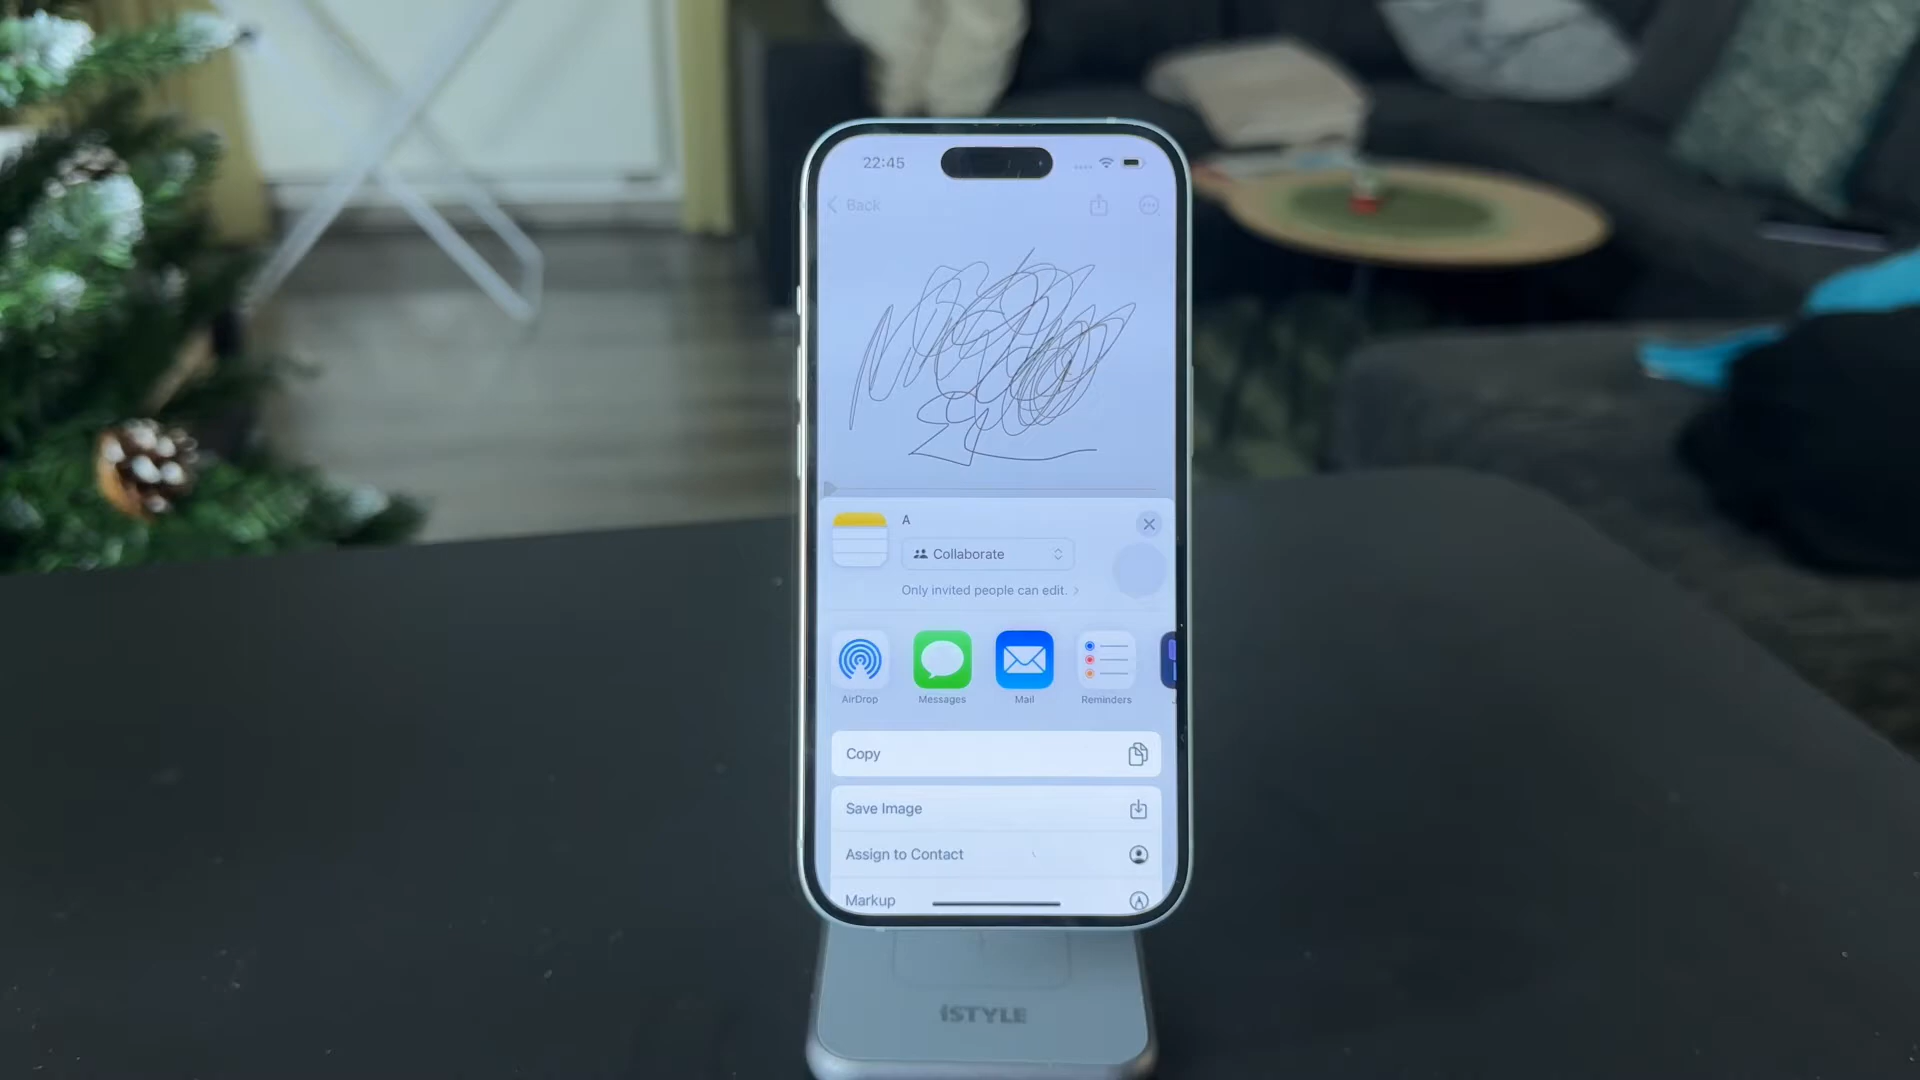 22:45
Back
A
Collaborate
Only invited people can edit.
AirDrop
Messages
Mail
Reminders
Copy
Save Image
Assign to Contact
Markup
iSTYLE